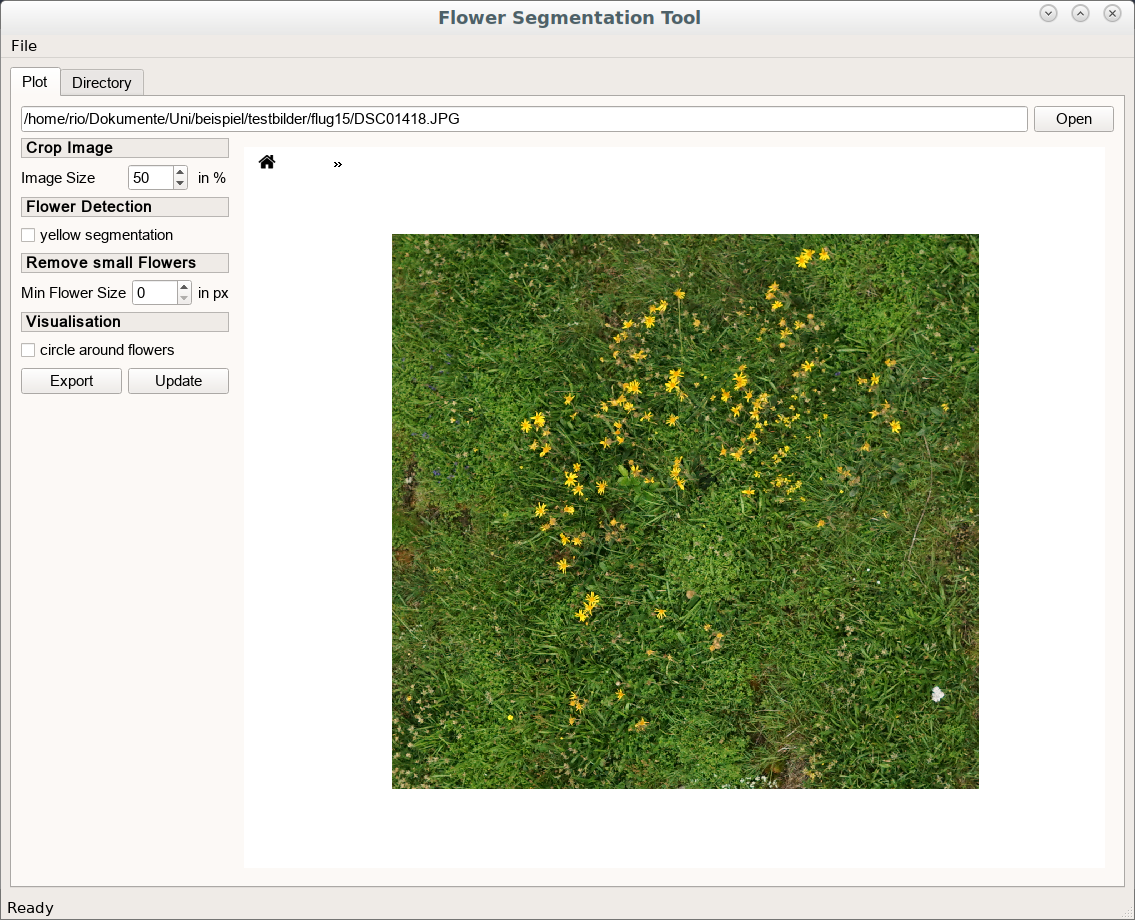 Flower Segmentation Tool
File
Plot Directory
/home/rio/Dokumente/Uni/beispiel/testbilder/flug15/DSC01418.JPG Open
Crop Image
»
Image Size 50 in %
Flower Detection
yellow segmentation
Remove small Flowers
Min Flower Size 0 in px
Visualisation
circle around flowers
Export Update
Ready